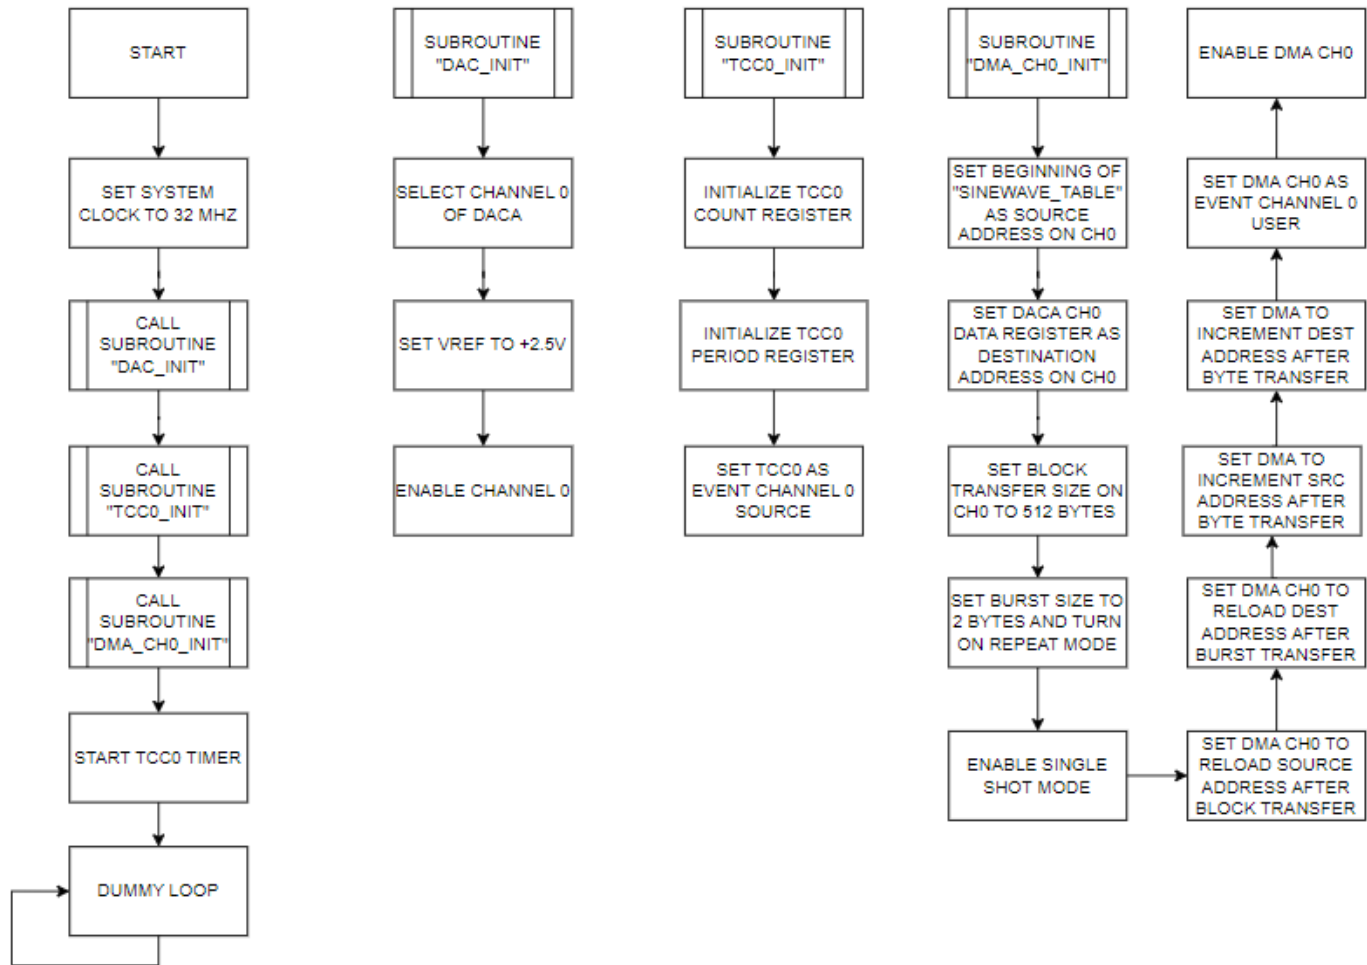 START
SET SYSTEM
CLOCK TO 32 MHZ
CALL
SUBROUTINE
"DAC_INIT"
CALL
SUBROUTINE
"TCC0_INIT"
CALL
SUBROUTINE
"DMA_CH0_INIT"
START TCC0 TIMER
DUMMY LOOP
SUBROUTINE
"DAC_INIT"
SELECT CHANNEL 0
OF DACA
SET VREF TO +2.5V
ENABLE CHANNEL 0
SUBROUTINE
"TCC0_INIT"
INITIALIZE TCC0
COUNT REGISTER
INITIALIZE TCC0
PERIOD REGISTER
SET TCC0 AS
EVENT CHANNEL 0
SOURCE
SUBROUTINE
"DMA_CH0_INIT"
SET BEGINNING OF
"SINEWAVE_TABLE"
AS SOURCE
ADDRESS ON CH0
SET DACA CH0
DATA REGISTER AS
DESTINATION
ADDRESS ON CH0
SET BLOCK
TRANSFER SIZE ON
CH0 TO 512 BYTES
SET BURST SIZE TO
2 BYTES AND TURN
ON REPEAT MODE
ENABLE SINGLE
SHOT MODE
SET DMA CH0 TO
RELOAD SOURCE
ADDRESS AFTER
BLOCK TRANSFER
SET DMA CH0 TO
RELOAD DEST
ADDRESS AFTER
BURST TRANSFER
SET DMA TO
INCREMENT SRC
ADDRESS AFTER
BYTE TRANSFER
SET DMA TO
INCREMENT DEST
ADDRESS AFTER
BYTE TRANSFER
SET DMA CH0 AS
EVENT CHANNEL 0
USER
ENABLE DMA CH0